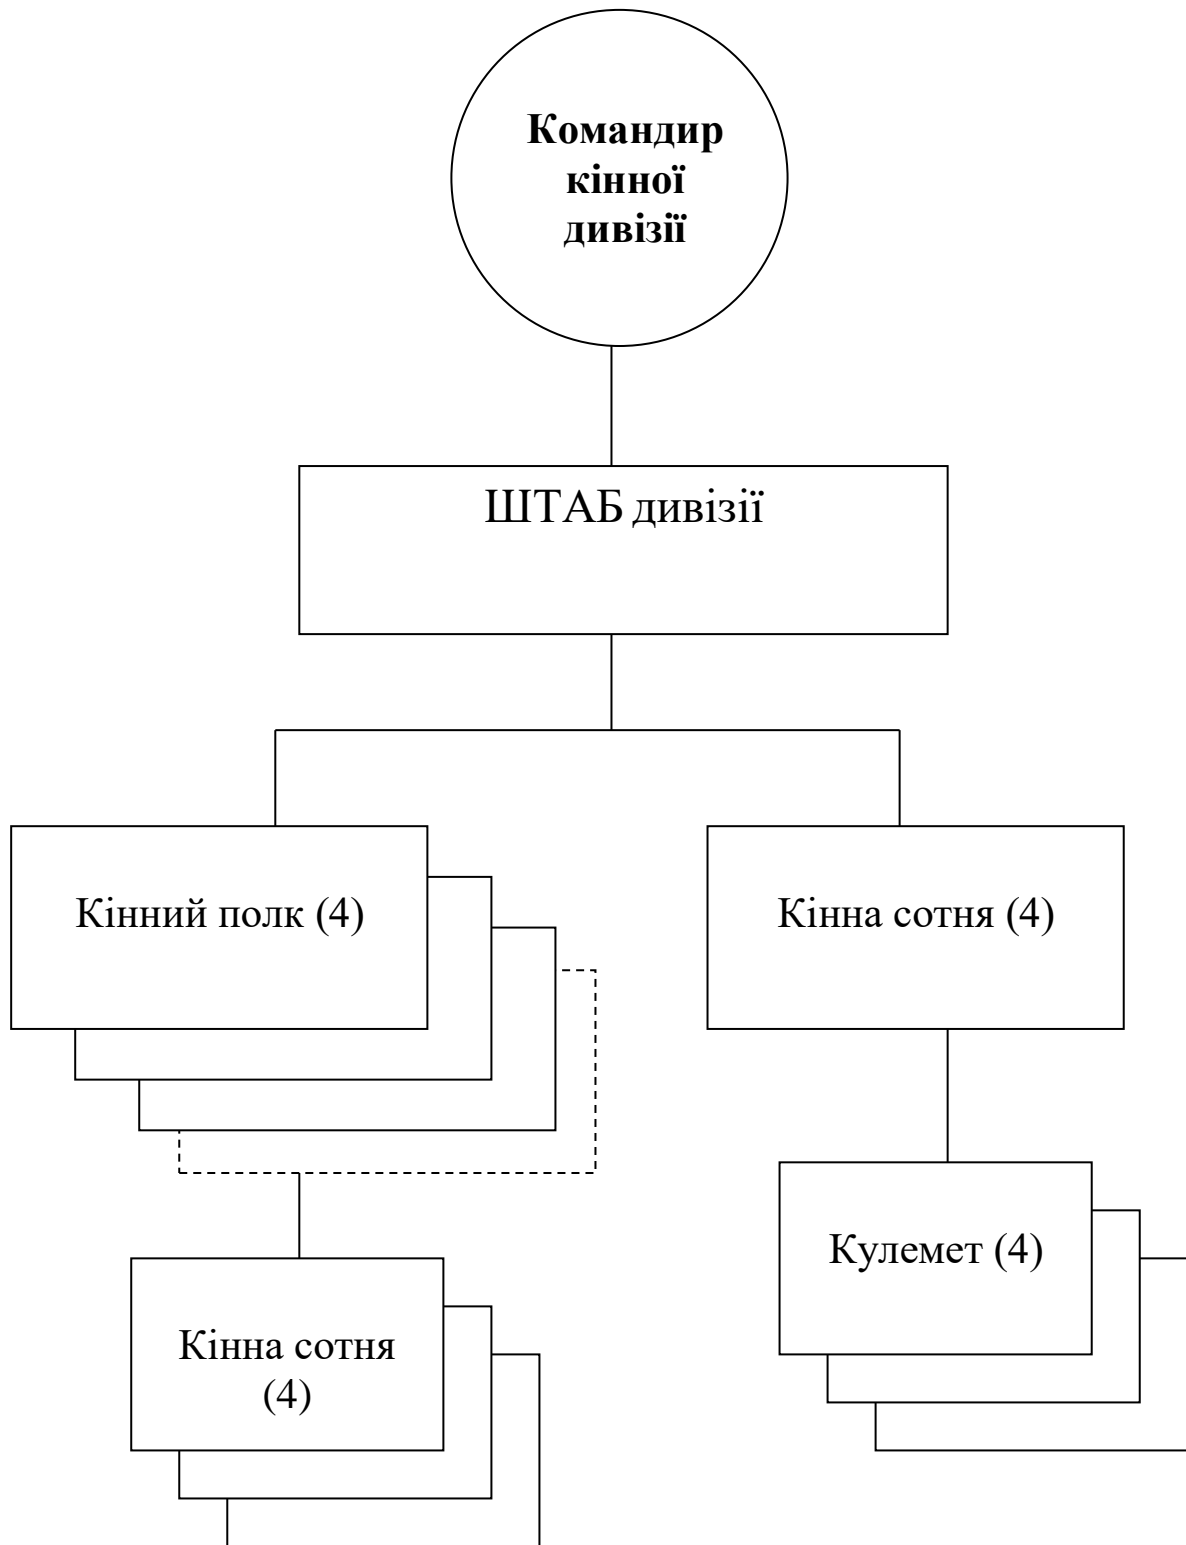 Командир
кінної
дивізії
ШТАБ дивізії
Кінний полк (4)
Кінна сотня (4)
Кулемет (4)
Кінна сотня
(4)